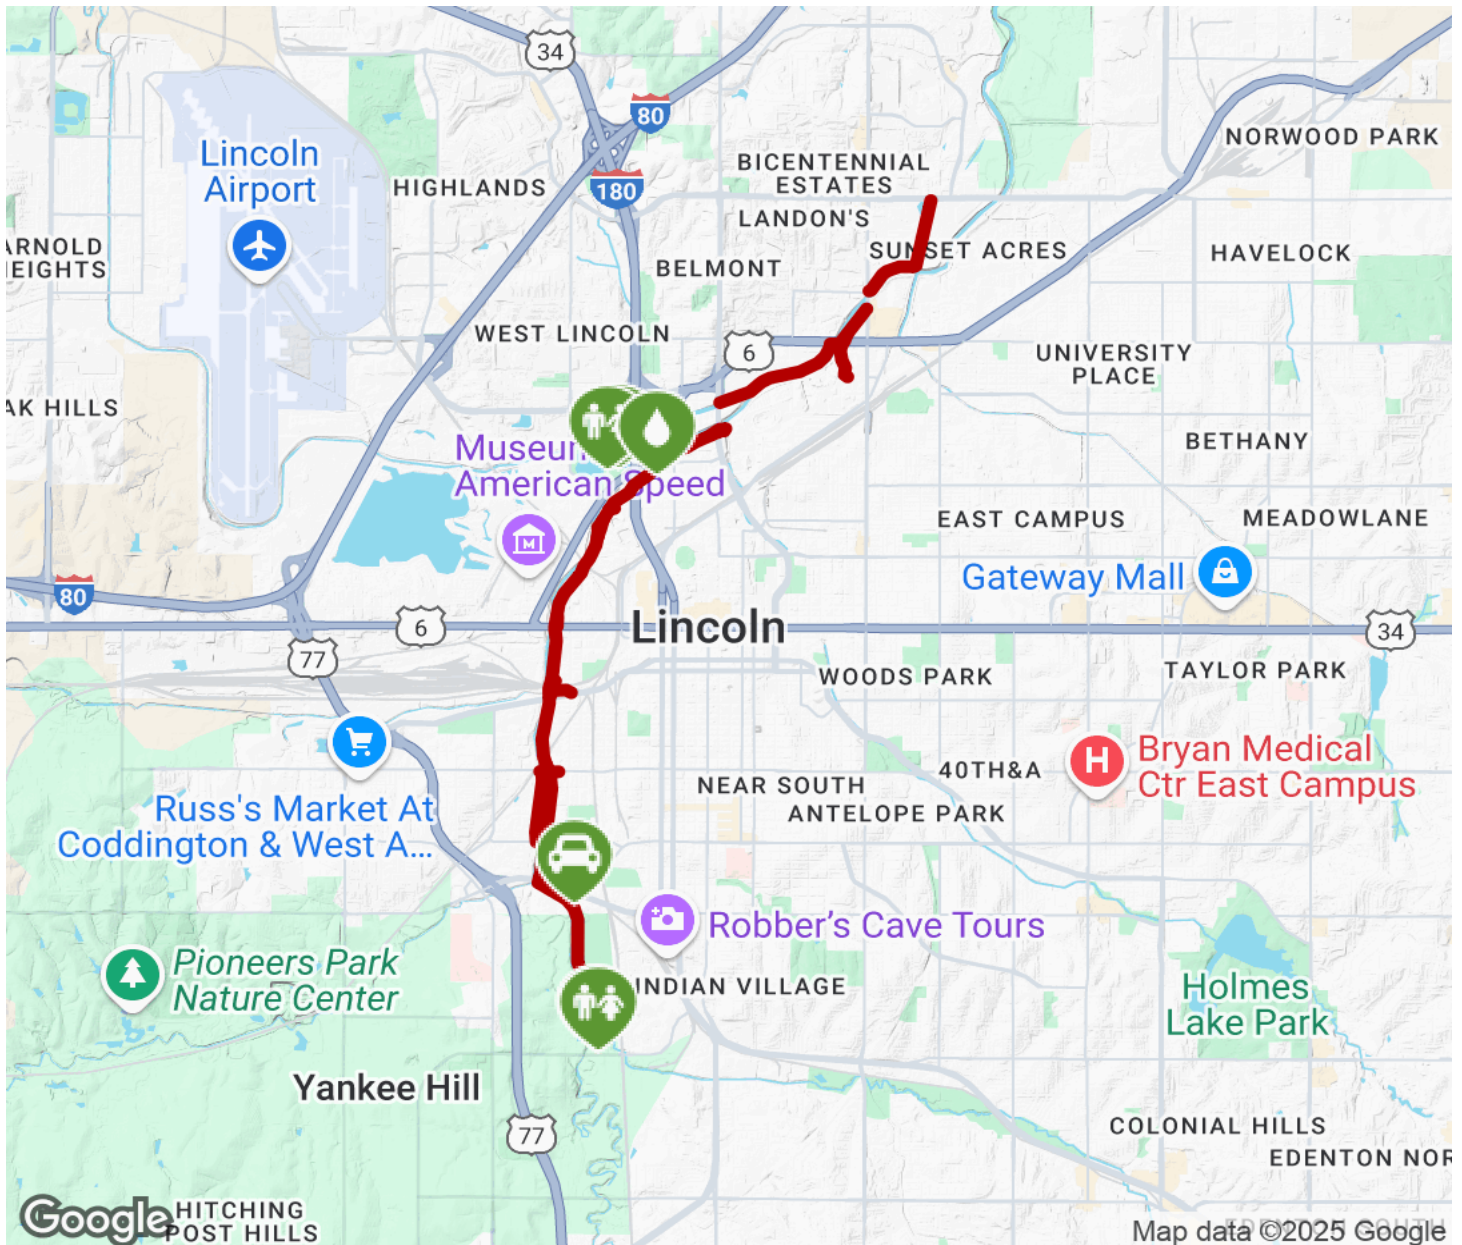 34
80
NORWOOD PARK
Lincoln
Airport
BICENTENNIAL
ESTATES
HIGHLANDS
180
LANDON'S
ARNOLD
HEIGHTS
SUNSET ACRES
HAVELOCK
BELMONT
WEST LINCOLN
6
UNIVERSITY
PLACE
AK HILLS
BETHANY
Museum
American Speed
M
EAST CAMPUS
MEADOWLANE
Gateway Mall
80
6
Lincoln
34
77
WOODS PARK
TAYLOR PARK
H
Bryan Medical
Ctr East Campus
40TH&A
NEAR SOUTH
ANTELOPE PARK
Russ's Market At
Coddington & West A...
Robber's Cave Tours
Pioneers Park
Nature Center
INDIAN VILLAGE
Holmes
Lake Park
Yankee Hill
77
COLONIAL HILLS
EDENTON NOR
HITCHING
POST HILLS
Google
EDENTON SOUTH
Map data ©2025 Google